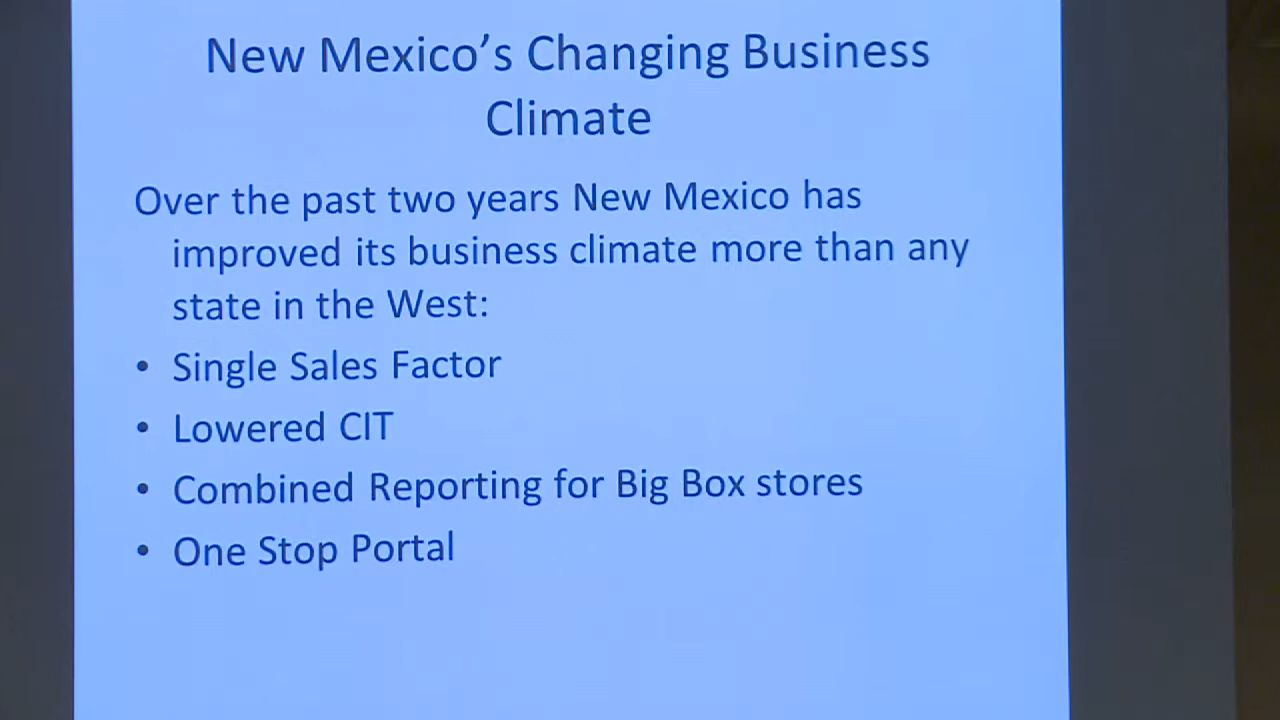 New Mexico’s Changing Business
Climate
Over the past two years New Mexico has
improved its business climate more than any
state in the West:
• Single Sales Factor
• Lowered CIT
• Combined Reporting for Big Box stores
• One Stop Portal